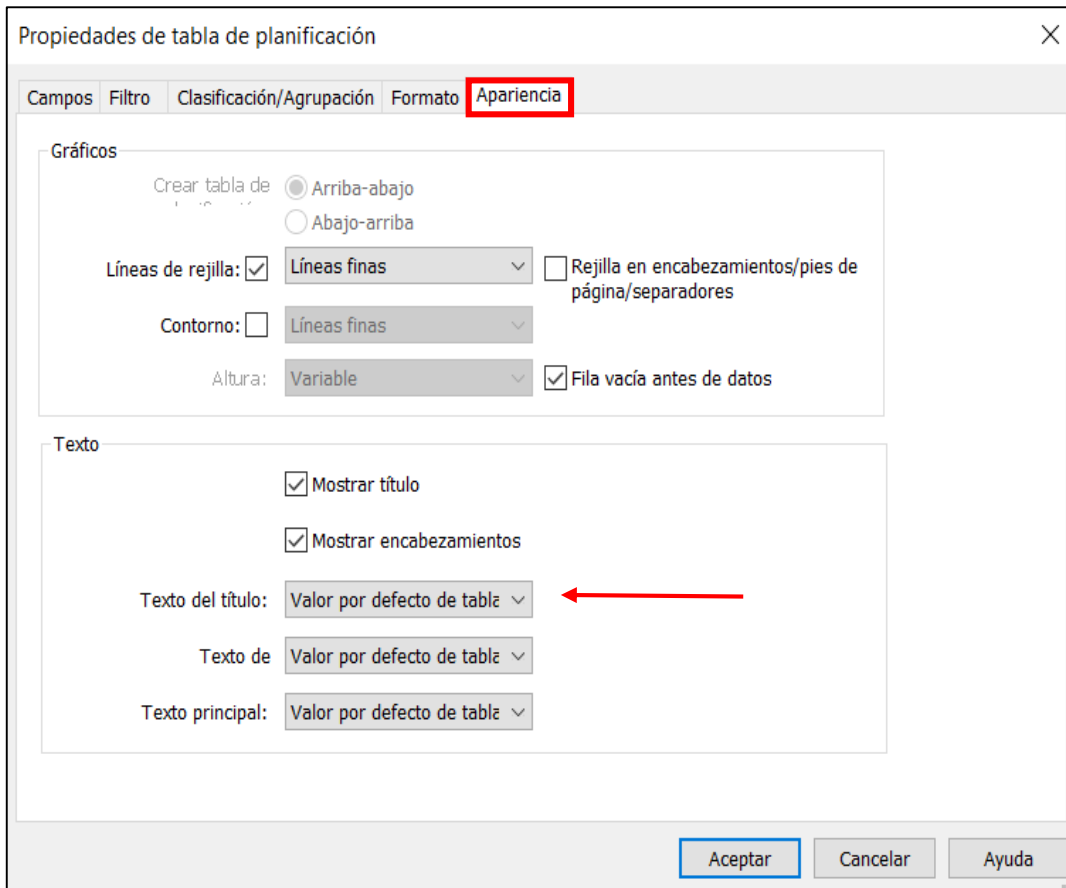 Propiedades de tabla de planificación
Campos Filtro Clasificación/Agrupación Formato Apariencia
Gráficos
Crear tabla de
Arriba-abajo
Abajo-arriba
Líneas de rejilla: Líneas finas Rejilla en encabezamientos/pies de
página/separadores
Contorno: Líneas finas
Altura: Variable Fila vacía antes de datos
Texto
Mostrar título
Mostrar encabezamientos
Texto del título: Valor por defecto de tabla
Texto de Valor por defecto de tabla
Texto principal: Valor por defecto de tabla
Aceptar Cancelar Ayuda